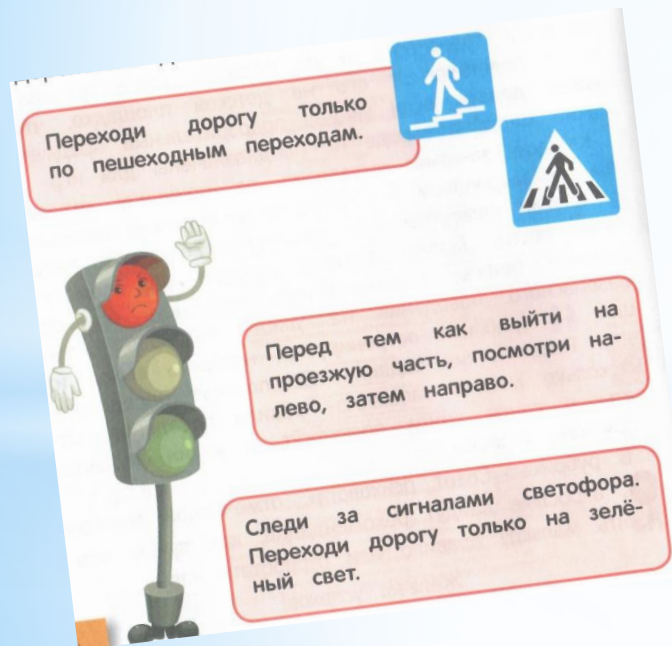 Переходи дорогу только
по пешеходным переходам.
Перед тем как выйти на
проезжую часть, посмотри на-
лево, затем направо.
Следи за сигналами светофора.
Переходи дорогу только на зелё-
ный свет.